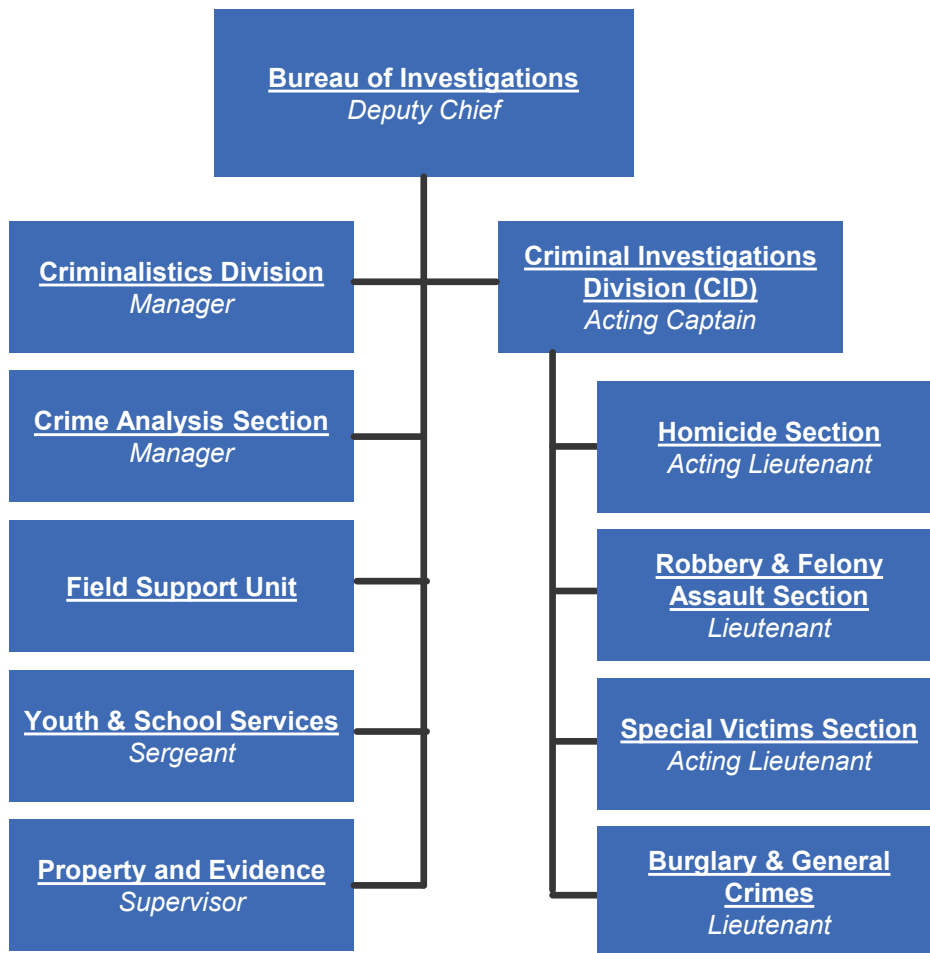 Bureau of Investigations
Deputy Chief
Criminalistics Division
Manager
Crime Analysis Section
Manager
Field Support Unit
Youth & School Services
Sergeant
Property and Evidence
Supervisor
Criminal Investigations
Division (CID)
Acting Captain
Homicide Section
Acting Lieutenant
Robbery & Felony
Assault Section
Lieutenant
Special Victims Section
Acting Lieutenant
Burglary & General
Crimes
Lieutenant